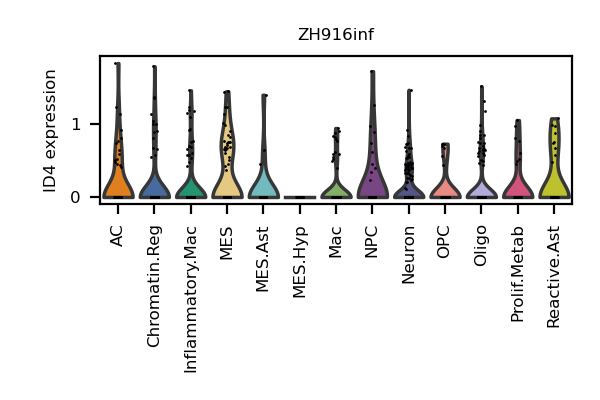 ZH916inf
ID4 expression
1
0
AC
Chromatin.Reg
Inflammatory.Mac
MES
MES.Ast
MES.Hyp
Mac
NPC
Neuron
OPC
Oligo
Prolif.Metab
Reactive.Ast